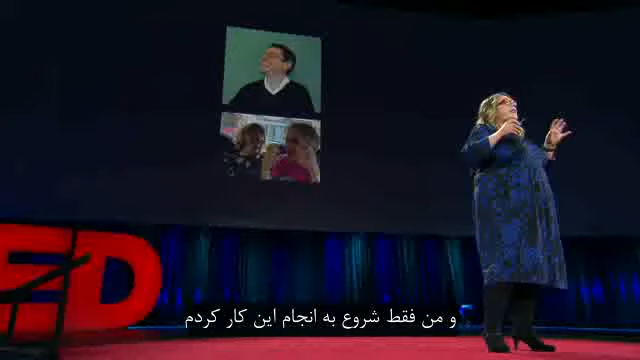 ED
و من فقط شروع به انجام این کار کردم